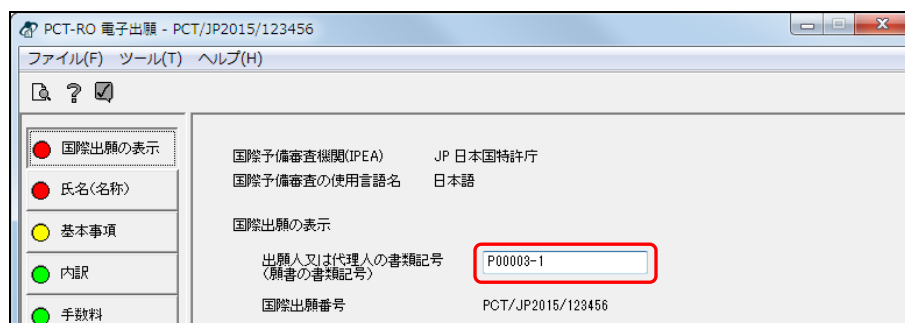 PCT-RO 電子出願 - PCT/JP2015/123456
ファイル(F) ツール(T) ヘルプ(H)
国際出願の表示
氏名(名称)
基本事項
内訳
手数料
国際予備審査機関(IPEA) JP 日本国特許庁
国際予備審査の使用言語名 日本語
国際出願の表示
出願人又は代理人の書類記号 P00003-1
(願書の書類記号)
国際出願番号 PCT/JP2015/123456